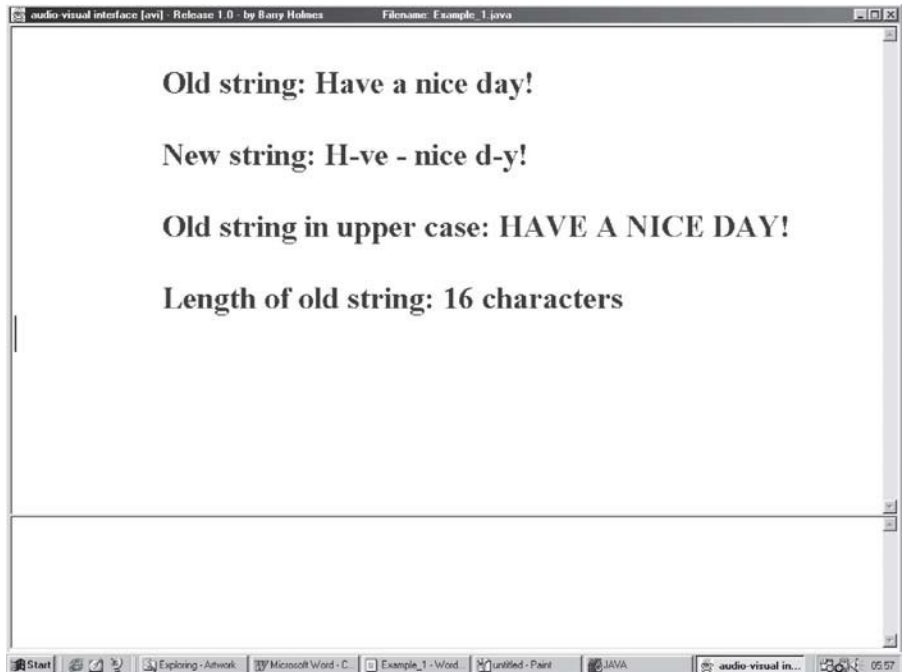 audio-visual interface [avi] - Release 1.0 - by Barry Holmes Filename: Example_1.java
Old string: Have a nice day!
New string: H-ve - nice d-y!
Old string in upper case: HAVE A NICE DAY!
Length of old string: 16 characters
Start Exploring - Artwork Microsoft Word - C... Example_1 - Word... untitled - Paint JAVA audio-visual in... 05:57